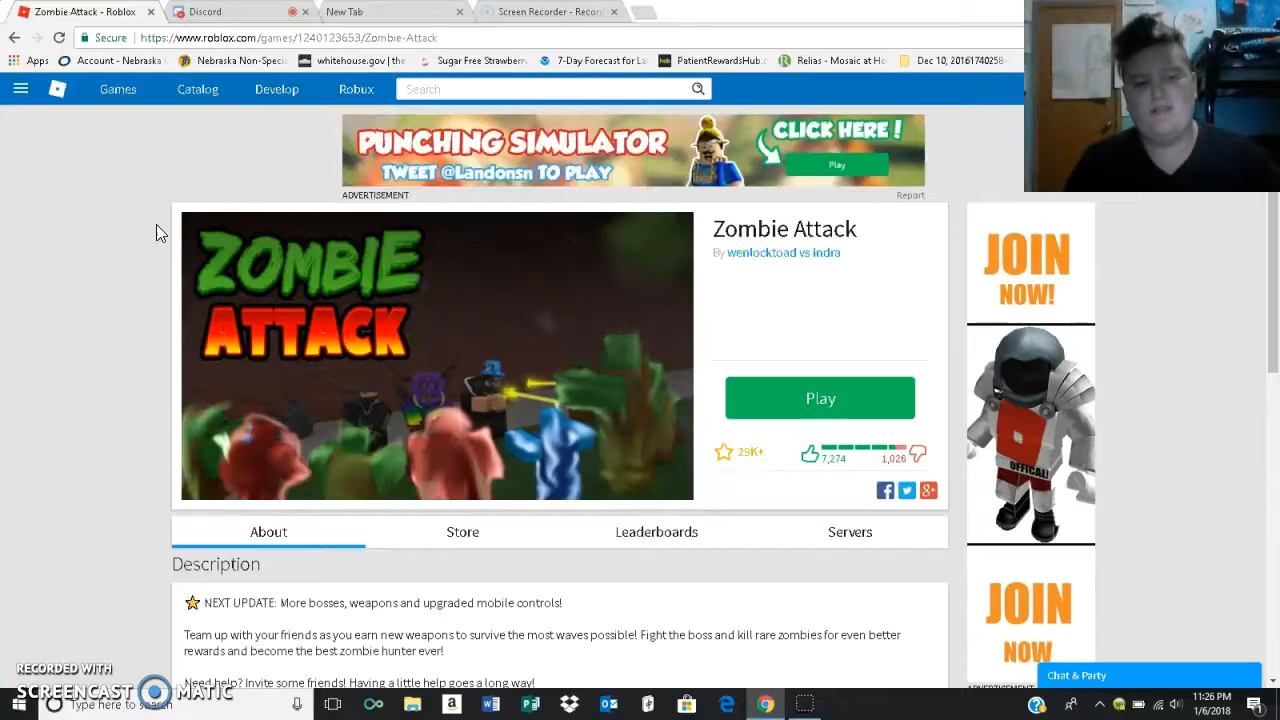 Zombie Attack - Roblox
Discord
New Tab
Screen Recorder - Record
Secure
https://www.roblox.com/games/1240123653/Zombie-Attack
Apps
Account - Nebraska
Nebraska Non-Speci
whitehouse.gov | the
Sugar Free Strawberr
7-Day Forecast for La
PatientRewardsHub.c
Relias - Mosaic at Ho
Dec 10, 20161740258
Games
Catalog
Develop
Robux
Search
PUNCHING SIMULATOR
TWEET @Landonsn TO PLAY
CLICK HERE!
Play
ADVERTISEMENT
Report
ZOMBIE
ATTACK
Zombie Attack
By wenlocktoad vs indra
Play
29K+
7,274
1,026
JOIN
NOW!
OFFICAL!
JOIN
NOW
About
Store
Leaderboards
Servers
Description
NEXT UPDATE: More bosses, weapons and upgraded mobile controls!
Team up with your friends as you earn new weapons to survive the most waves possible! Fight the boss and kill rare zombies for even better
rewards and become the best zombie hunter ever!
Need help? Invite some friends! Having a little help goes a long way!
Chat & Party
ADVERTISEMENT
RECORDED WITH
SCREENCAST MATIC
Type here to search
11:26 PM
1/6/2018